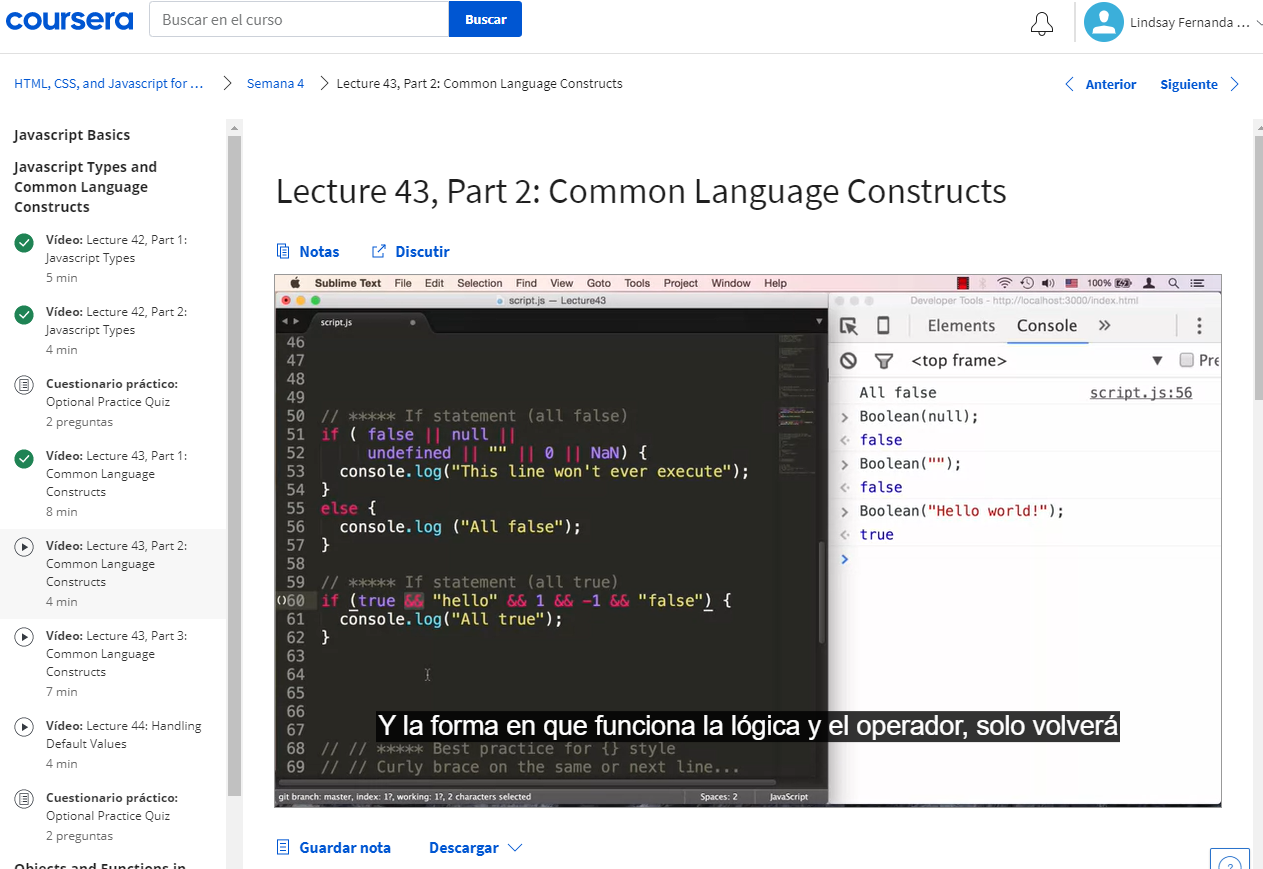 coursera
Buscar en el curso
Buscar
Lindsay Fernanda ...
HTML, CSS, and Javascript for ...
Semana 4
Lecture 43, Part 2: Common Language Constructs
Anterior
Siguiente
Javascript Basics
Javascript Types and
Common Language
Constructs
Vídeo: Lecture 42, Part 1:
Javascript Types
5 min
Vídeo: Lecture 42, Part 2:
Javascript Types
4 min
Cuestionario práctico:
Optional Practice Quiz
2 preguntas
Vídeo: Lecture 43, Part 1:
Common Language
Constructs
8 min
Vídeo: Lecture 43, Part 2:
Common Language
Constructs
4 min
Vídeo: Lecture 43, Part 3:
Common Language
Constructs
7 min
Vídeo: Lecture 44: Handling
Default Values
4 min
Cuestionario práctico:
Optional Practice Quiz
2 preguntas
Objects and Functions in
Lecture 43, Part 2: Common Language Constructs
Notas
Discutir
Sublime Text File Edit Selection Find View Goto Tools Project Window Help
100%
script.js — Lecture43
script.js
46
47
48
49
50 // ***** If statement (all false)
51 if ( false || null ||
52 undefined || "" || 0 || NaN) {
53 console.log("This line won't ever execute");
54 }
55 else {
56 console.log ("All false");
57 }
58
59 // ***** If statement (all true)
60 if (true && "hello" && 1 && -1 && "false") {
61 console.log("All true");
62 }
63
64
65
66
67
68 // // ***** Best practice for {} style
69 // // Curly brace on the same or next line...
git branch: master, index: 1?, working: 1?, 2 characters selected
Spaces: 2
JavaScript
Developer Tools - http://localhost:3000/index.html
Elements
Console
<top frame>
Pre
All false script.js:56
Boolean(null);
false
Boolean("");
false
Boolean("Hello world!");
true
Y la forma en que funciona la lógica y el operador, solo volverá
Guardar nota
Descargar